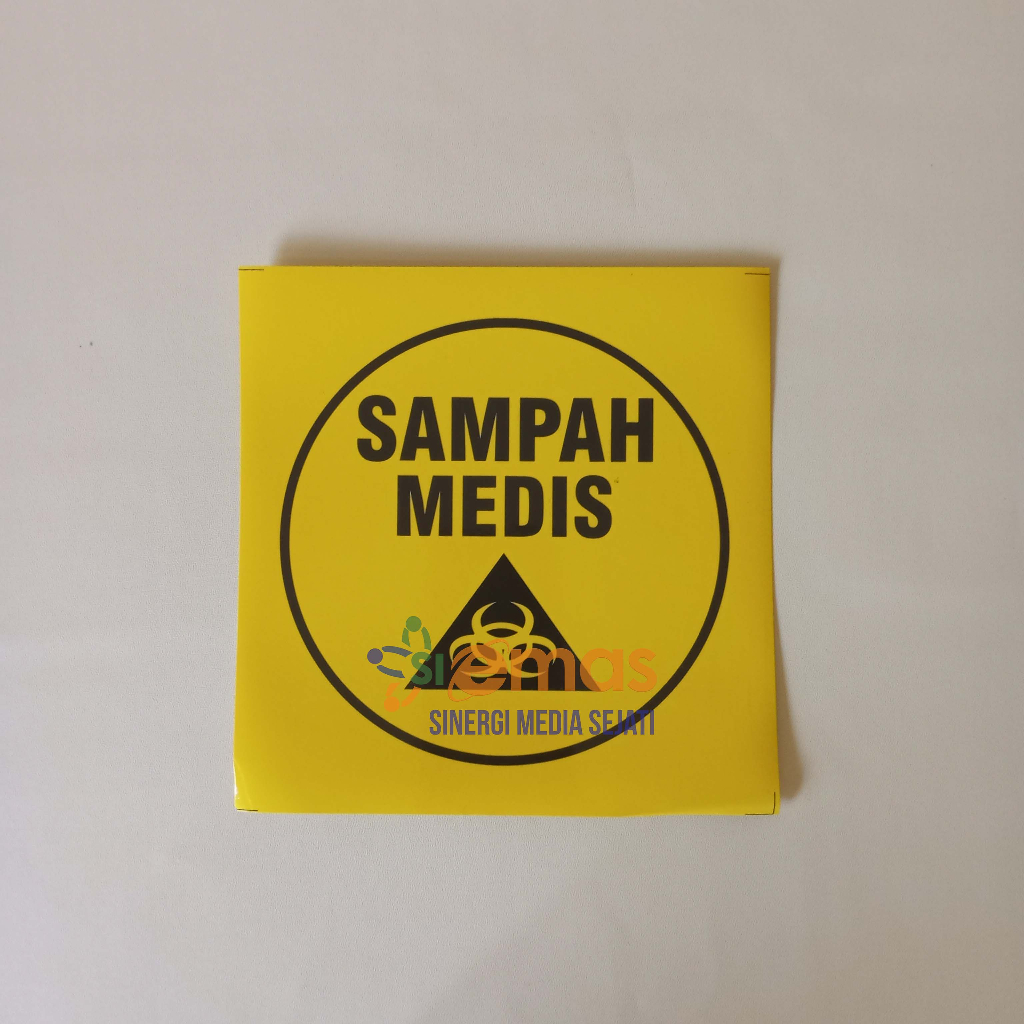 SAMPAH
MEDIS
SIemas
SINERGI MEDIA SEJATI